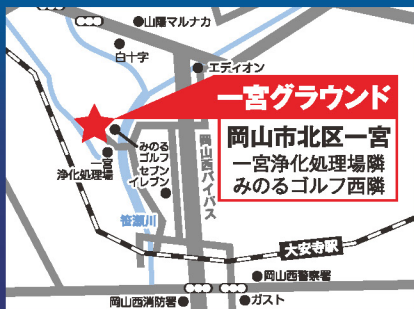 山陽マルナカ
白十字
エディオン
一宮グラウンド
岡山市北区一宮
一宮浄化処理場隣
みのるゴルフ西隣
みのる
ゴルフ
一宮
浄化処理場
セブン
イレブン
岡山西バイパス
笹瀬川
大安寺駅
岡山西警察署
岡山西消防署
ガスト